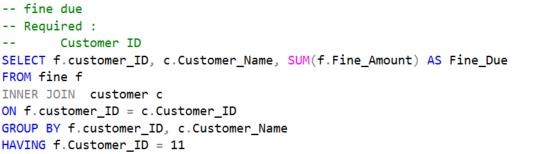 -- fine due
-- Required :
--      Customer ID
SELECT f.customer_ID, c.Customer_Name, SUM(f.Fine_Amount) AS Fine_Due
FROM fine f
INNER JOIN  customer c
ON f.customer_ID = c.Customer_ID
GROUP BY f.customer_ID, c.Customer_Name
HAVING f.Customer_ID = 11